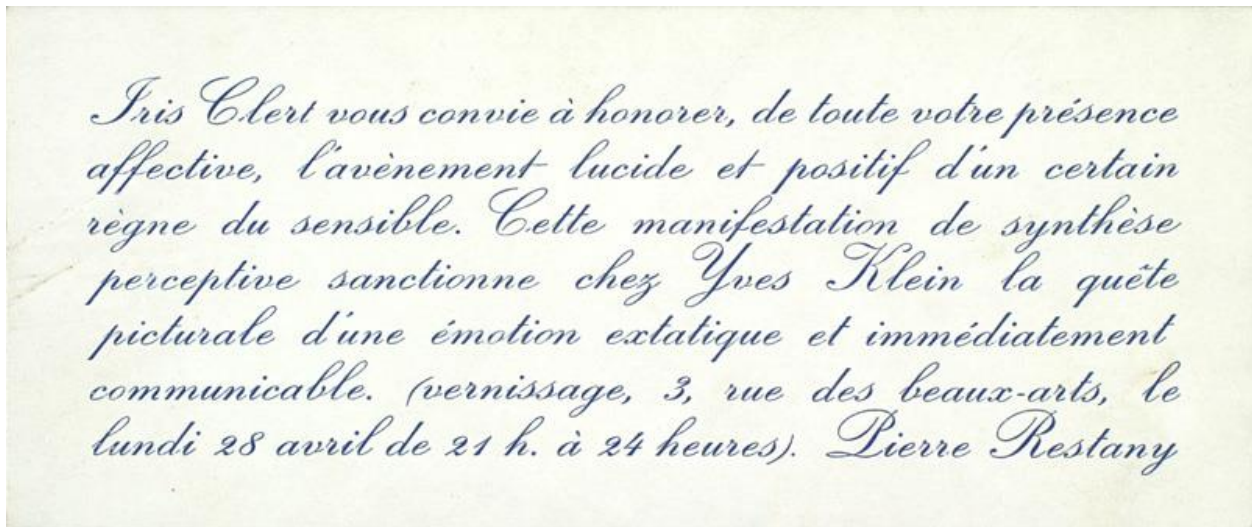 Iris Clert vous convie à honorer, de toute votre présence
affective, l'avènement lucide et positif d'un certain
règne du sensible. Cette manifestation de synthèse
perceptive sanctionne chez Yves Klein la quête
picturale d'une émotion extatique et immédiatement
communicable. (vernissage, 3, rue des beaux-arts, le
lundi 28 avril de 21 h. à 24 heures). Pierre Restany